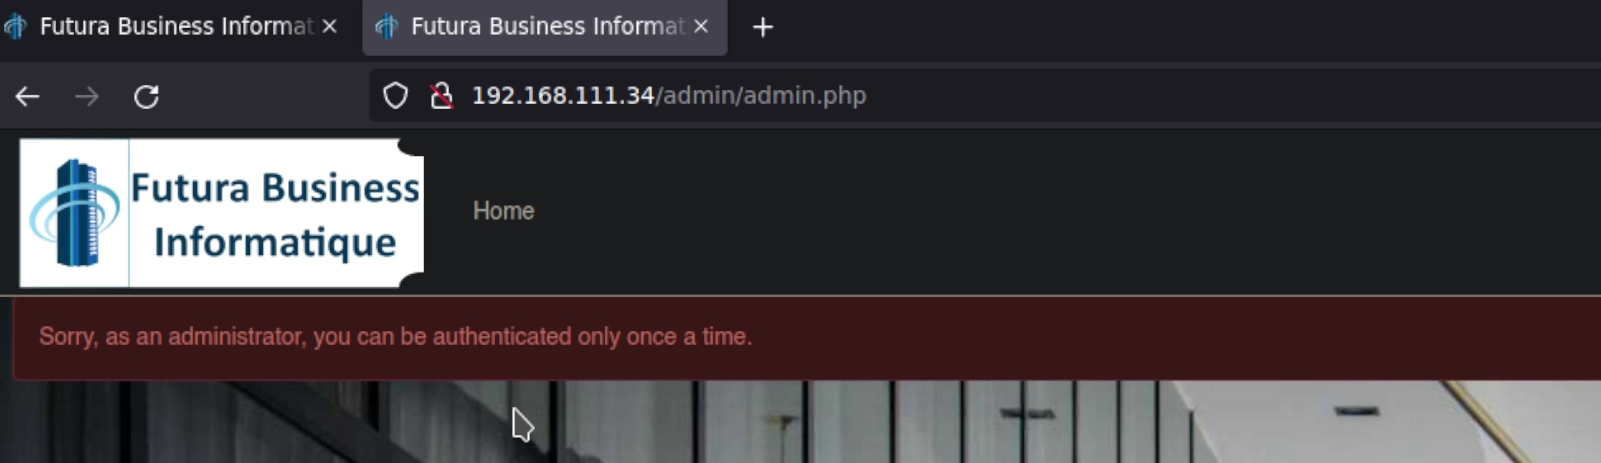 Futura Business Informat
Futura Business Informat
192.168.111.34/admin/admin.php
Futura Business
Informatique
Home
Sorry, as an administrator, you can be authenticated only once a time.